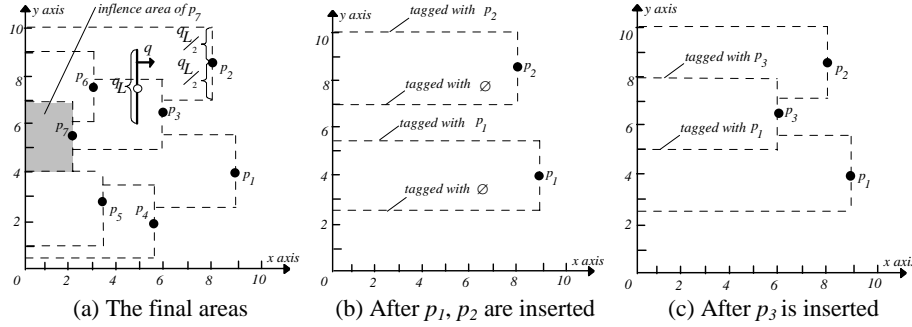 y axis
inflence area of p7
10
8
6
4
2
0
2
4
6
8
10
x axis
q
qL
qL/2
qL/2
p2
p6
p3
p7
p1
p5
p4
(a) The final areas
y axis
tagged with p2
10
8
6
4
2
0
2
4
6
8
10
x axis
p2
tagged with ∅
tagged with p1
p1
tagged with ∅
(b) After p1, p2 are inserted
y axis
10
8
6
4
2
0
2
4
6
8
10
x axis
tagged with p3
p2
p3
tagged with p1
p1
(c) After p3 is inserted